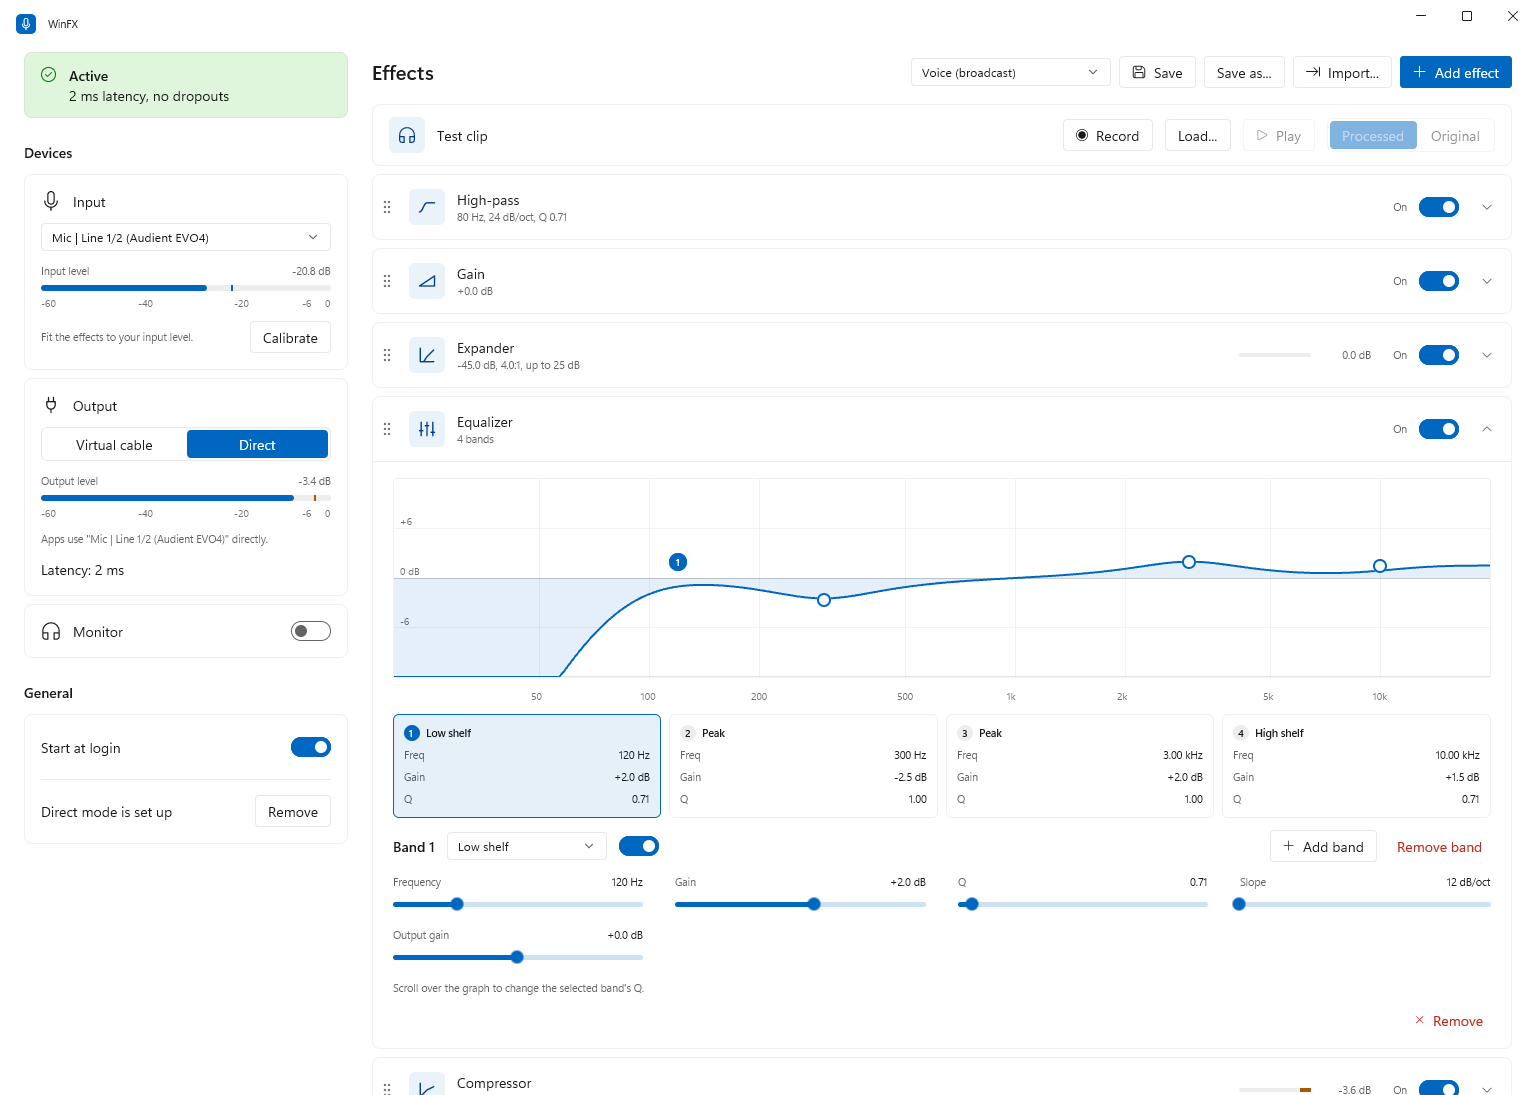 WinFX
Active
2 ms latency, no dropouts
Devices
Input
Mic | Line 1/2 (Audient EVO4)
Input level -20.8 dB
-60 -40 -20 -6 0
Fit the effects to your input level. Calibrate
Output
Virtual cable Direct
Output level -3.4 dB
-60 -40 -20 -6 0
Apps use "Mic | Line 1/2 (Audient EVO4)" directly.
Latency: 2 ms
Monitor
General
Start at login
Direct mode is set up Remove
Effects Voice (broadcast) Save Save as... Import... Add effect
Test clip Record Load... Play Processed Original
High-pass
80 Hz, 24 dB/oct, Q 0.71
On
Gain
+0.0 dB
On
Expander
-45.0 dB, 4.0:1, up to 25 dB
0.0 dB On
Equalizer
4 bands
On
+6
1
0 dB
-6
50 100 200 500 1k 2k 5k 10k
1 Low shelf
Freq 120 Hz
Gain +2.0 dB
Q 0.71
2 Peak
Freq 300 Hz
Gain -2.5 dB
Q 1.00
3 Peak
Freq 3.00 kHz
Gain +2.0 dB
Q 1.00
4 High shelf
Freq 10.00 kHz
Gain +1.5 dB
Q 0.71
Band 1 Low shelf Add band Remove band
Frequency 120 Hz Gain +2.0 dB Q 0.71 Slope 12 dB/oct
Output gain +0.0 dB
Scroll over the graph to change the selected band's Q.
Remove
Compressor
-3.6 dB On